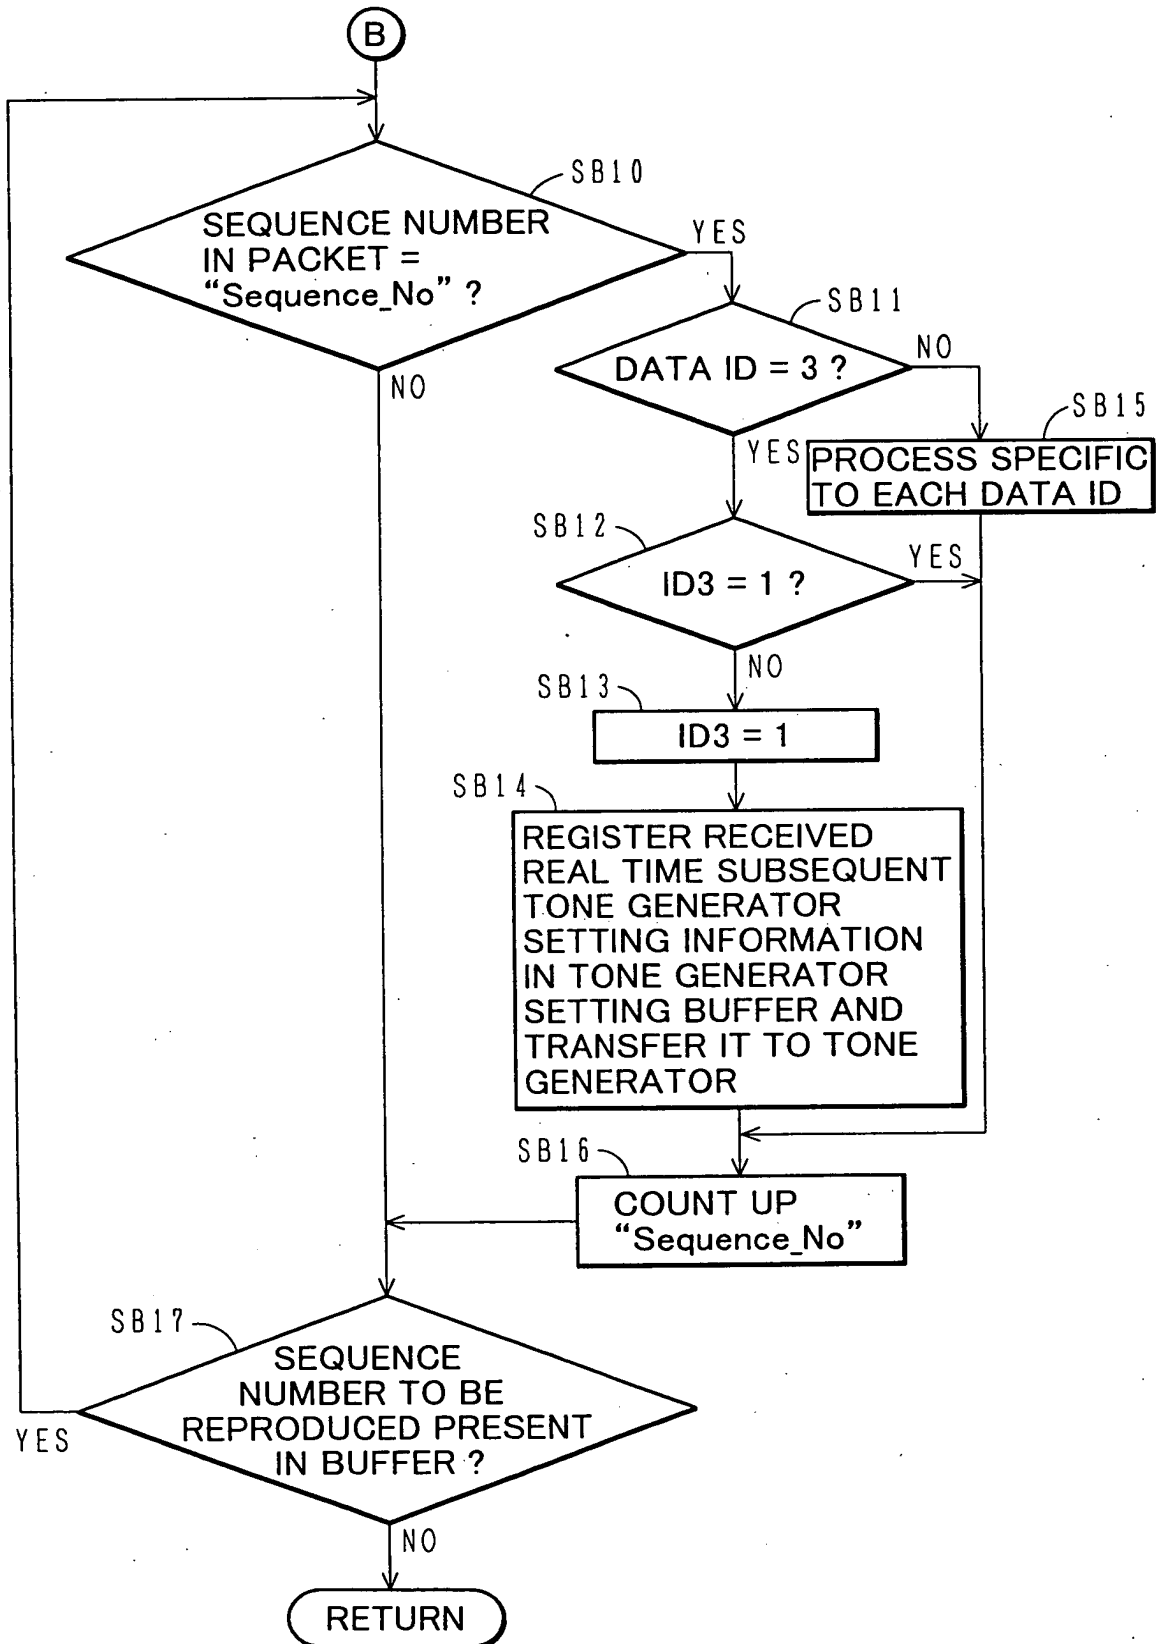 B
SB10
SEQUENCE NUMBER
IN PACKET =
“Sequence_No” ?
YES
NO
SB11
DATA ID = 3 ?
NO
YES
SB15
PROCESS SPECIFIC
TO EACH DATA ID
SB12
ID3 = 1 ?
YES
NO
SB13
ID3 = 1
SB14
REGISTER RECEIVED
REAL TIME SUBSEQUENT
TONE GENERATOR
SETTING INFORMATION
IN TONE GENERATOR
SETTING BUFFER AND
TRANSFER IT TO TONE
GENERATOR
SB16
COUNT UP
“Sequence_No”
SB17
SEQUENCE
NUMBER TO BE
REPRODUCED PRESENT
IN BUFFER ?
YES
NO
RETURN